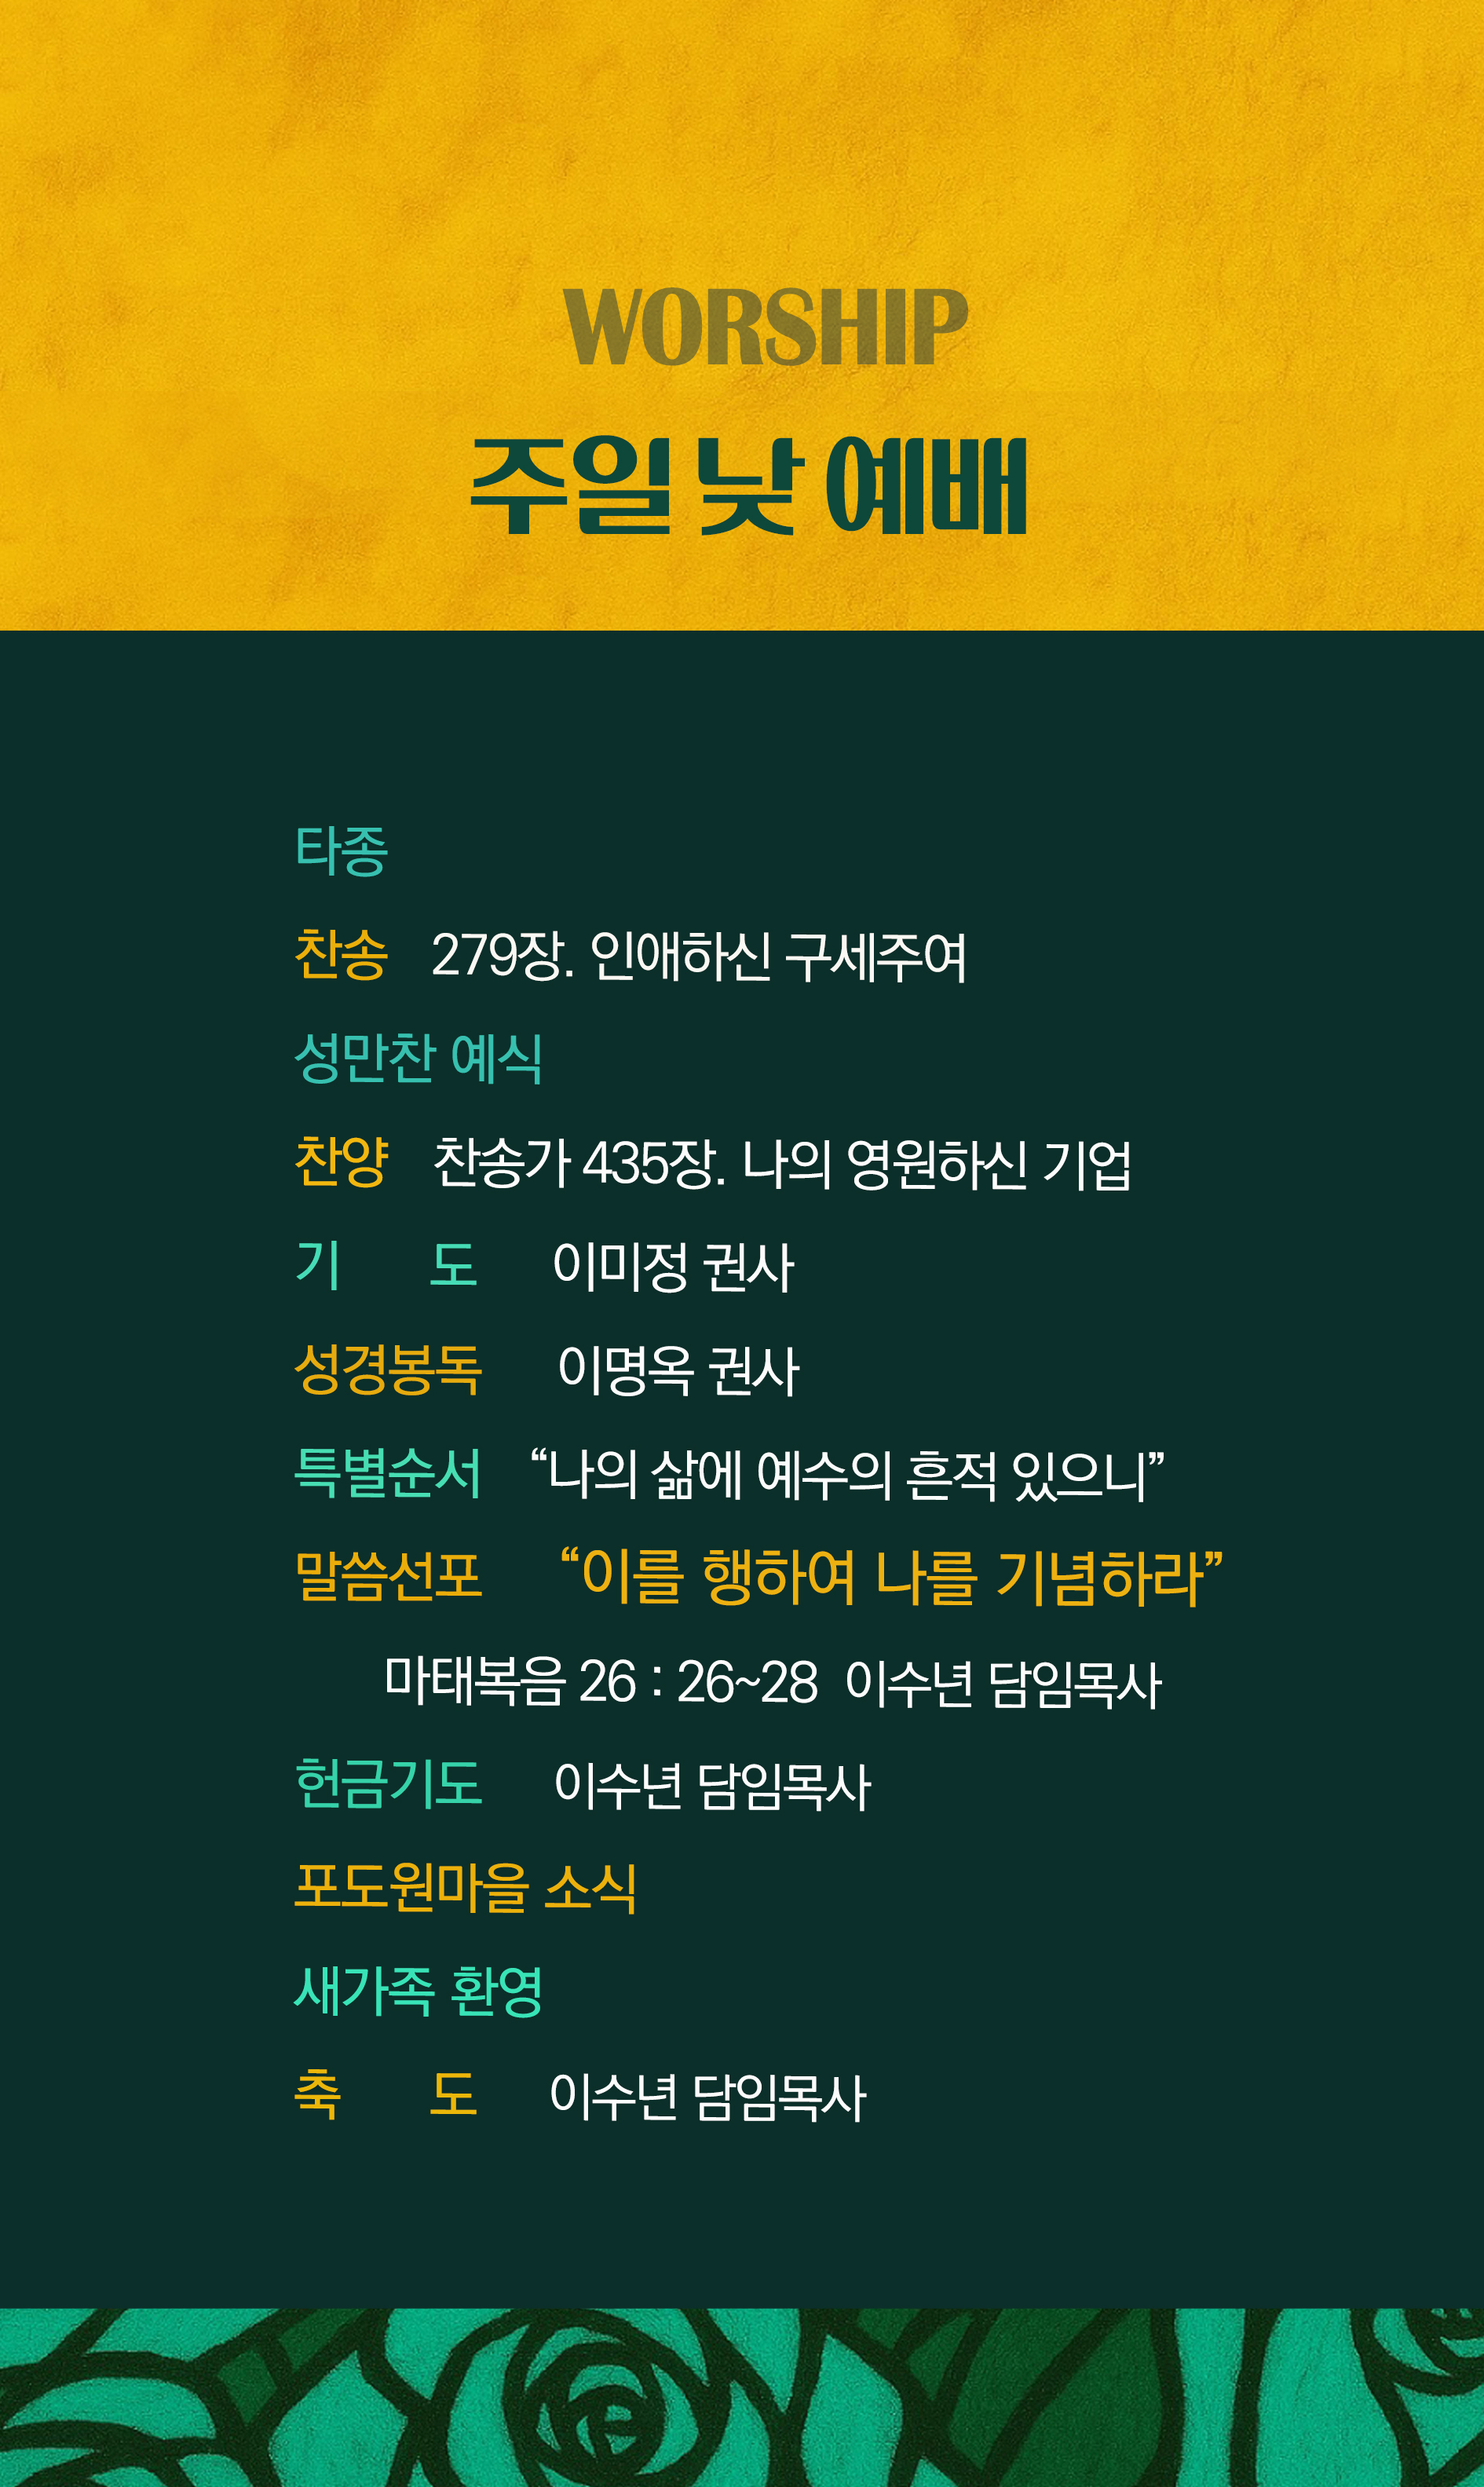 WORSHIP
주일 낮 예배
타종
찬송 279장. 인애하신 구세주여
성만찬 예식
찬양 찬송가 435장. 나의 영원하신 기업
기 도 이미정 권사
성경봉독 이명옥 권사
특별순서 “나의 삶에 예수의 흔적 있으니”
말씀선포 “이를 행하여 나를 기념하라”
마태복음 26 : 26~28 이수년 담임목사
헌금기도 이수년 담임목사
포도원마을 소식
새가족 환영
축 도 이수년 담임목사